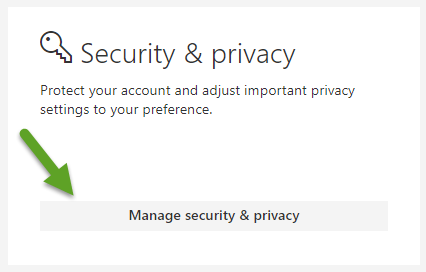 Security & privacy
Protect your account and adjust important privacy
settings to your preference.
Manage security & privacy